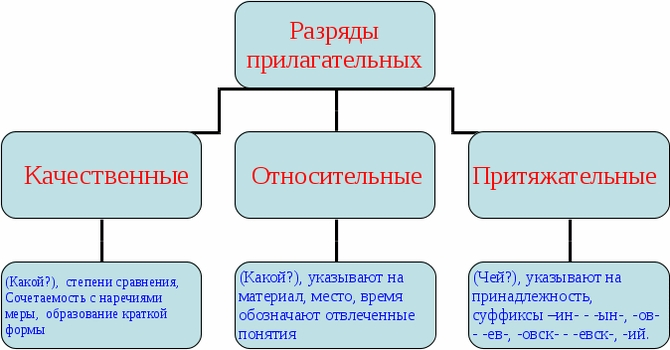 Разряды
прилагательных
Качественные
Относительные
Притяжательные
(Какой?), степени сравнения,
Сочетаемость с наречиями
меры, образование краткой
формы
(Какой?), указывают на
материал, место, время
обозначают отвлеченные
понятия
(Чей?), указывают на
принадлежность,
суффиксы –ин- - -ын-, -ов-
- -ев-, -овск- - -евск-, -ий.